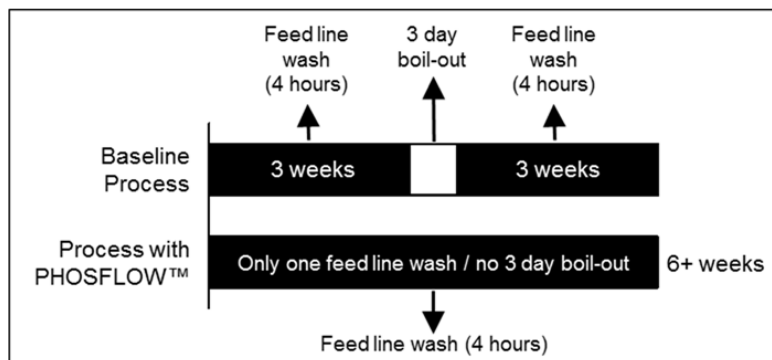 Feed line
wash
(4 hours)
3 day
boil-out
Feed line
wash
(4 hours)
Baseline
Process
3 weeks
3 weeks
Process with
PHOSFLOW™
Only one feed line wash / no 3 day boil-out
6+ weeks
Feed line wash (4 hours)